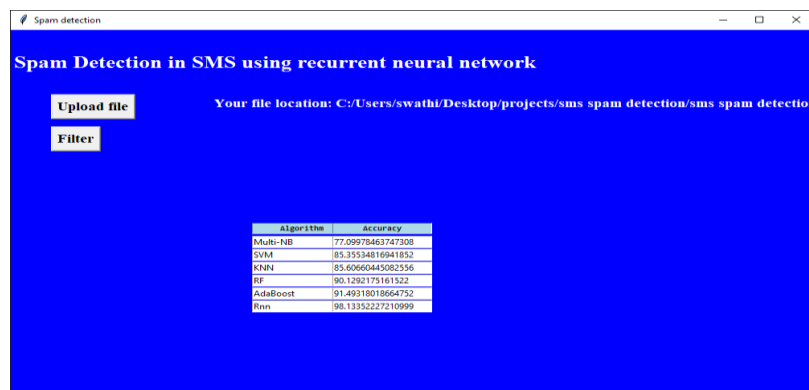 Spam detection
Spam Detection in SMS using recurrent neural network
Upload file
Your file location: C:/Users/swathi/Desktop/projects/sms spam detection/sms spam detectio
Filter
Algorithm Accuracy
Multi-NB 77.09978463747308
SVM 85.35534816941852
KNN 85.60660445082556
RF 90.1292175161522
AdaBoost 91.49318018664752
Rnn 98.13352227210999